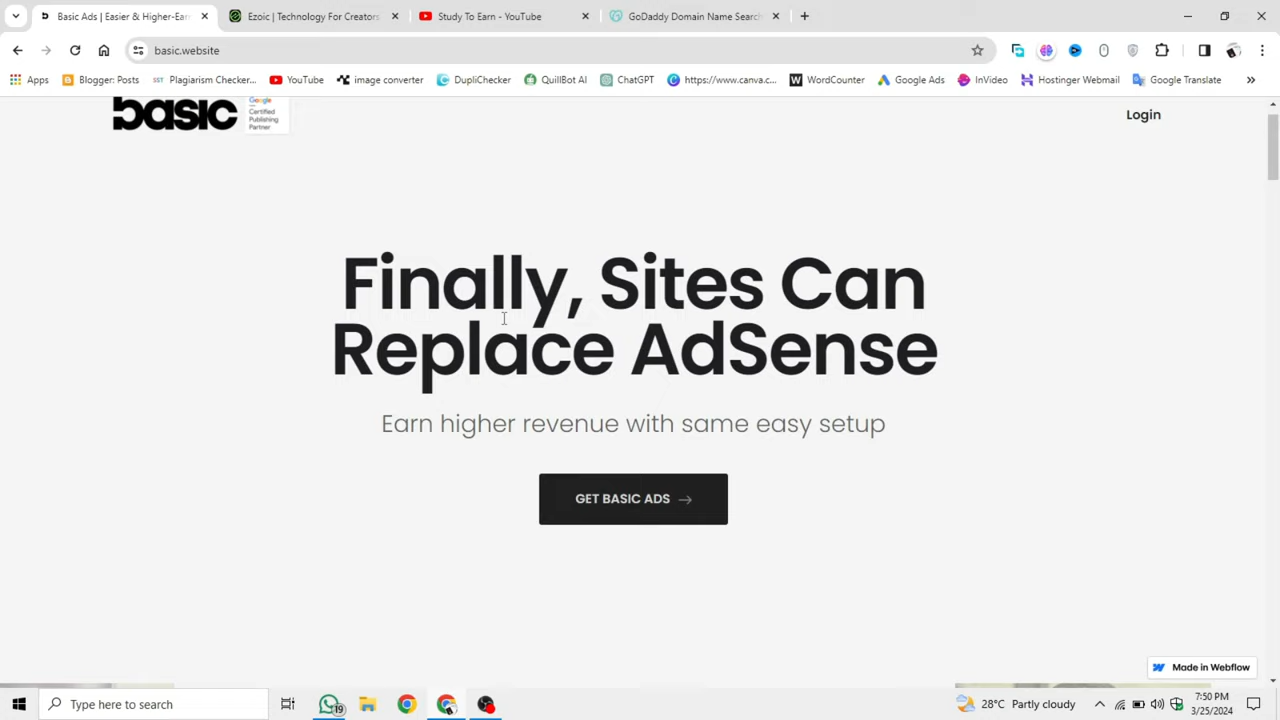 Basic Ads | Easier & Higher-Earn
Ezoic | Technology For Creators
Study To Earn - YouTube
GoDaddy Domain Name Search
basic.website
Apps
Blogger: Posts
SST Plagiarism Checker...
YouTube
image converter
DupliChecker
QuillBot AI
ChatGPT
https://www.canva.c...
W WordCounter
Google Ads
InVideo
Hostinger Webmail
Google Translate
basic
Google
Certified
Publishing
Partner
Login
Finally, Sites Can
Replace AdSense
Earn higher revenue with same easy setup
GET BASIC ADS →
Made in Webflow
Type here to search
19
28°C Partly cloudy
7:50 PM
3/25/2024